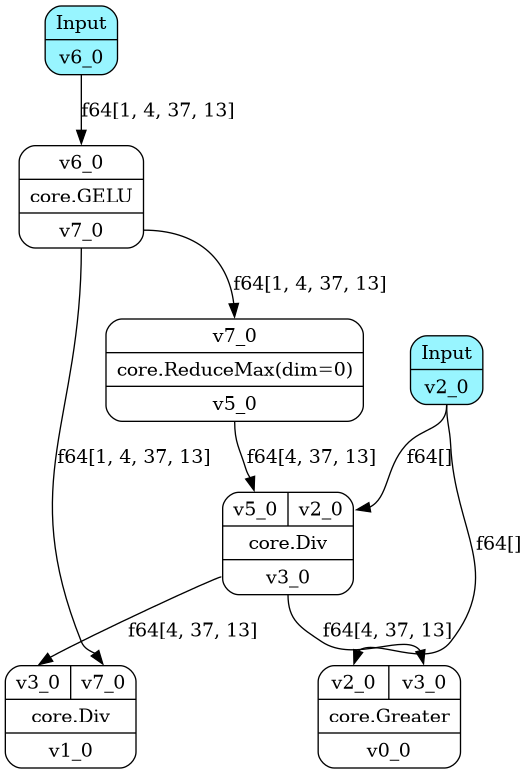 Input
v6_0
f64[1, 4, 37, 13]
v6_0
core.GELU
v7_0
f64[1, 4, 37, 13]
v7_0
core.ReduceMax(dim=0)
v5_0
Input
v2_0
f64[1, 4, 37, 13]
f64[4, 37, 13]
f64[]
v5_0 v2_0
core.Div
v3_0
f64[]
f64[4, 37, 13]
f64[4, 37, 13]
v3_0 v7_0
core.Div
v1_0
v2_0 v3_0
core.Greater
v0_0